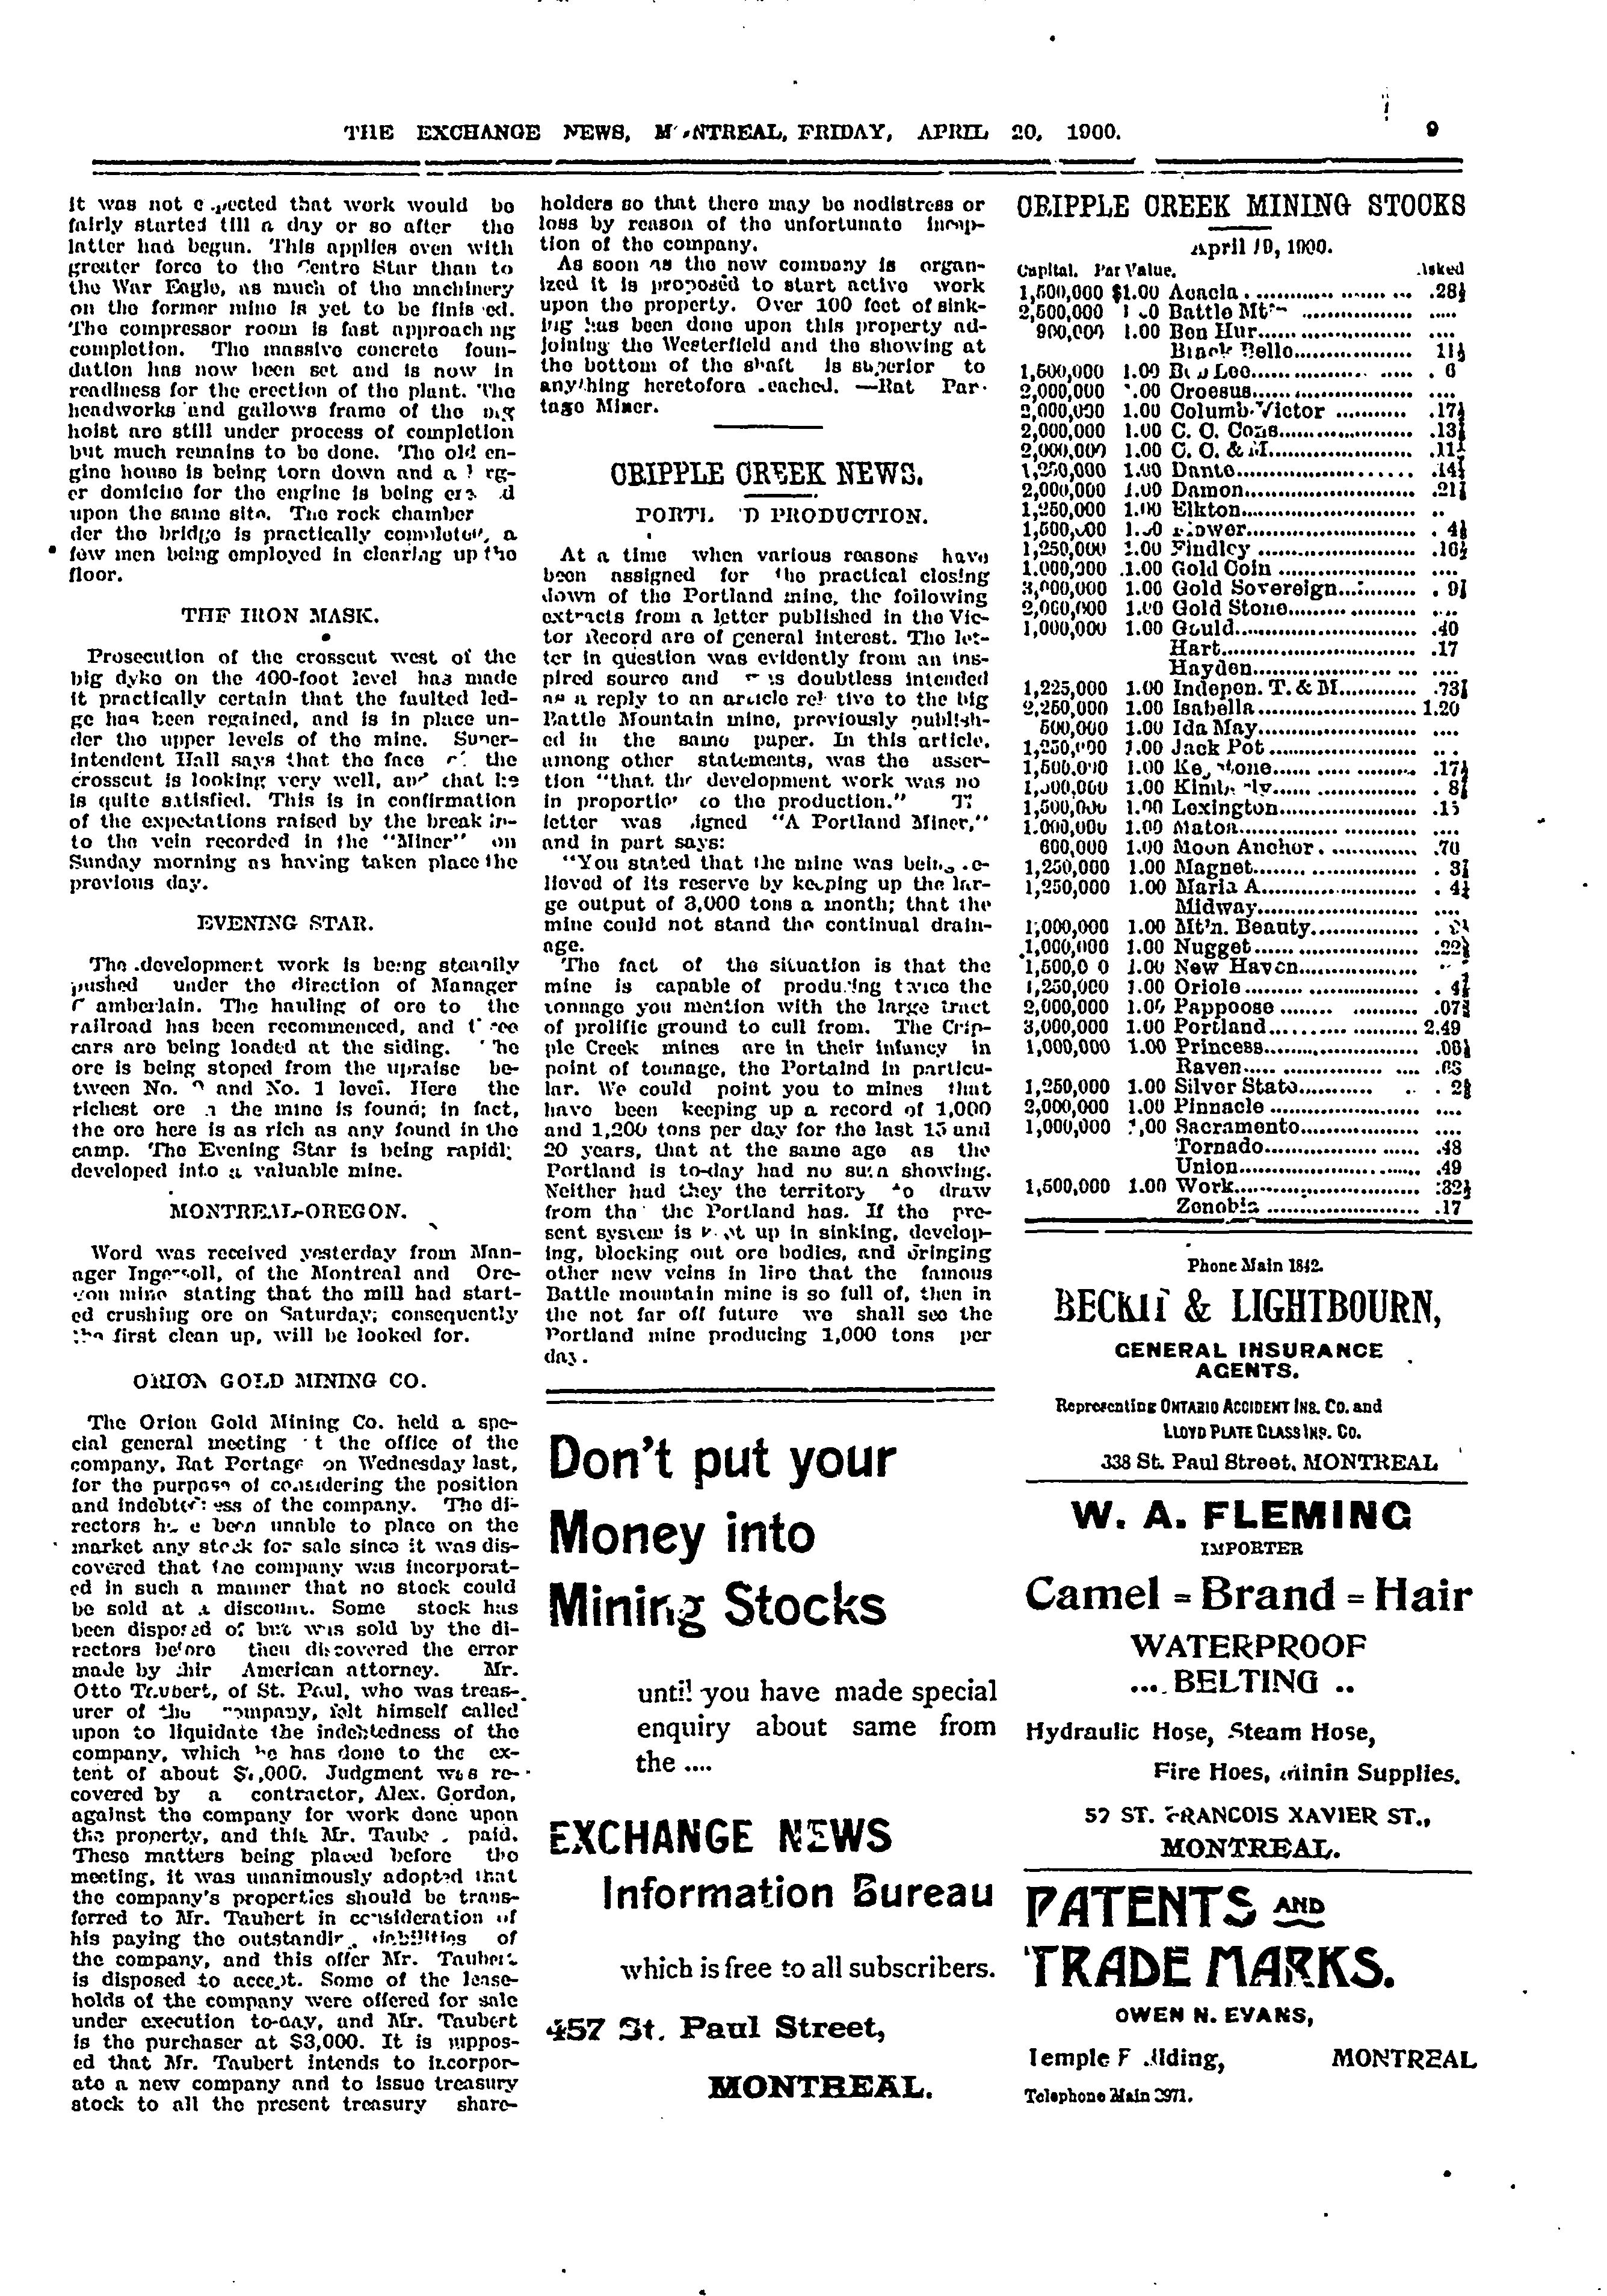 THE EXCHANGE NEWS, MONTREAL, FRIDAY, APRIL 20, 1900. 9
it was not expected that work would be
fairly started till a day or so after the
latter had begun. This applies even with
greater force to the Centre Star than to
the War Eagle, as much of the machinery
on the former mine is yet to be finished.
The compressor room is fast approaching
completion. The massive concrete foun-
dation has now been set and is now in
readiness for the erection of the plant. The
headworks and gallows frame of the big
hoist are still under process of completion
but much remains to be done. The old en-
gine house is being torn down and a larg-
er domicile for the engine is being
upon the same site. The rock chamber
der the bridge is practically completed, a
few men being employed in clearing up the
floor.
THE IRON MASK.
Prosecution of the crosscut west of the
big dyke on the 400-foot level has made
it practically certain that the faulted led-
ge has been regained, and is in place un-
der the upper levels of the mine. Super-
intendent Hall says that the face of the
crosscut is looking very well, and that he
is quite satisfied. This is in confirmation
of the expectations raised by the break in-
to the vein recorded in the "Miner" on
Sunday morning as having taken place the
previous day.
EVENING STAR.
The development work is being steadily
pushed under the direction of Manager
Chamberlain. The hauling of ore to the
railroad has been recommenced, and three
cars are being loaded at the siding. The
ore is being stoped from the upraise be-
tween No. and No. 1 level. Here the
richest ore in the mine is found; in fact,
the ore here is as rich as any found in the
camp. The Evening Star is being rapidly
developed into a valuable mine.
MONTREAL-OREGON.
Word was received yesterday from Man-
ager Ingersoll, of the Montreal and Ore-
gon mine stating that the mill had start-
ed crushing ore on Saturday; consequently
the first clean up, will be looked for.
ORION GOLD MINING CO.
The Orion Gold Mining Co. held a spe-
cial general meeting at the office of the
company, Rat Portage on Wednesday last,
for the purpose of considering the position
and indebtedness of the company. The di-
rectors have been unable to place on the
market any stock for sale since it was dis-
covered that the company was incorporat-
ed in such a manner that no stock could
be sold at a discount. Some stock has
been disposed of but was sold by the di-
rectors before then discovered the error
made by thir American attorney. Mr.
Otto Taubert, of St. Paul, who was treas-
urer of the company, felt himself called
upon to liquidate the indebtedness of the
company, which he has done to the ex-
tent of about Judgment was re-
covered by a contractor, Alex. Gordon,
against the company for work done upon
the property, and this Mr. Taubert paid.
These matters being placed before the
meeting, it was unanimously adopted that
the company's properties should be trans-
ferred to Mr. Taubert in consideration of
his paying the outstanding liabilities of
the company, and this offer Mr. Taubert
is disposed to accept. Some of the lease-
holds of the company were offered for sale
under execution to-day, and Mr. Taubert
is the purchaser at $3,000. It is suppos-
ed that Mr. Taubert intends to incorpor-
ate a new company and to issue treasury
stock to all the present treasury share-
holders so that there may be nodistress or
loss by reason of the unfortunate incep-
tion of the company.
As soon as the new company is organ-
ized it is proposed to start active work
upon the property. Over 100 feet of sink-
ing has been done upon this property ad-
joining the Westerfield and the showing at
the bottom of the shaft is superior to
anything heretofora reached. —Rat Por-
tage Miner.
CRIPPLE CREEK NEWS.
PORTLAND PRODUCTION.
At a time when various reasons have
been assigned for the practical closing
down of the Portland mine, the following
extracts from a letter published in the Vic-
tor Record are of general interest. The let-
ter in question was evidently from an ins-
pired source and was doubtless intended
as a reply to an article relative to the big
Battle Mountain mine, previously publish-
ed in the same paper. In this article,
among other statements, was the asser-
tion "that the development work was no
in proportion to the production." The
letter was signed "A Portland Miner,"
and in part says:
"You stated that the mine was being re-
lieved of its reserve by keeping up the lar-
ge output of 3,000 tons a month; that the
mine could not stand the continual drain-
age.
The fact of the situation is that the
mine is capable of producing twice the
tonnage you mention with the large tract
of prolific ground to cull from. The Crip-
ple Creek mines are in their infancy in
point of tonnage, the Portalnd in particu-
lar. We could point you to mines that
have been keeping up a record of 1,000
and 1,200 tons per day for the last 15 and
20 years, that at the same age as the
Portland is to-day had no such showing.
Neither had they the territory to draw
from that the Portland has. If the pre-
sent system is kept up in sinking, develop-
ing, blocking out ore bodies, and bringing
other new veins in line that the famous
Battle mountain mine is so full of, then in
the not far off future we shall see the
Portland mine producing 1,000 tons per
day.
Don't put your
Money into
Mining Stocks
until you have made special
enquiry about same from
the ....
EXCHANGE NEWS
Information Bureau
which is free to all subscribers.
457 St. Paul Street,
MONTREAL.
CRIPPLE CREEK MINING STOCKS
April 19, 1900.
Capital. Par Value. Asked
1,500,000 $1.00 Acacia .28½
2,500,000 Battle Mt'n
900,000 1.00 Ben Hur
Black Belle 11½
1,500,000 1.00 Bob Lee . 6
2,000,000 1.00 Croesus
2,000,000 1.00 Columb-Victor .17½
2,000,000 1.00 C. C. Cons .13½
2,000,000 1.00 C. C. & M. .11½
1,250,000 1.00 Dante .14½
2,000,000 1.00 Damon .21½
1,250,000 1.00 Elkton
1,500,000 Flower . 4½
1,250,000 1.00 Findley .16½
1,000,000 1.00 Gold Coin
3,000,000 1.00 Gold Sovereign . 9½
2,000,000 1.00 Gold Stone
1,000,000 1.00 Gould .40
Hart .17
Hayden
1,225,000 1.00 Indepen. T. & M. .73½
2,250,000 1.00 Isabella 1.20
500,000 1.00 Ida May
1,250,000 1.00 Jack Pot
1,500,000 1.00 Keystone .17½
1,000,000 1.00 Kimberly . 8½
1,500,000 1.00 Lexington .15
1.000,000 1.00 Matoa
600,000 1.00 Moon Anchor .70
1,250,000 1.00 Magnet . 3½
1,250,000 1.00 Maria A. . 4½
Midway
1,000,000 1.00 Mt'n. Beauty
1,000,000 1.00 Nugget .22½
1,500,000 1.00 New Haven
1,250,000 1.00 Oriole . 4½
2,000,000 1.00 Pappoose .07½
3,000,000 1.00 Portland 2.49
1,000,000 1.00 Princess .06½
Raven
1,250,000 1.00 Silver State . 2½
2,000,000 1.00 Pinnacle
1,000,000 1.00 Sacramento
Tornado .48
Union .49
1,500,000 1.00 Work .32½
Zenobia .17
Phone Main 1842.
& LIGHTBOURN,
GENERAL INSURANCE
AGENTS.
Representing ONTARIO ACCIDENT INS. CO. and
LLOYD PLATE GLASS INS. CO.
338 St. Paul Street, MONTREAL
W. A. FLEMING
IMPORTER
Camel = Brand = Hair
WATERPROOF
.... BELTING ..
Hydraulic Hose, Steam Hose,
Fire Hoes, Minin Supplies.
57 ST. FRANCOIS XAVIER ST.,
MONTREAL.
PATENTS AND
TRADE MARKS.
OWEN N. EVANS,
Temple Building, MONTREAL
Telephone Main 2971.